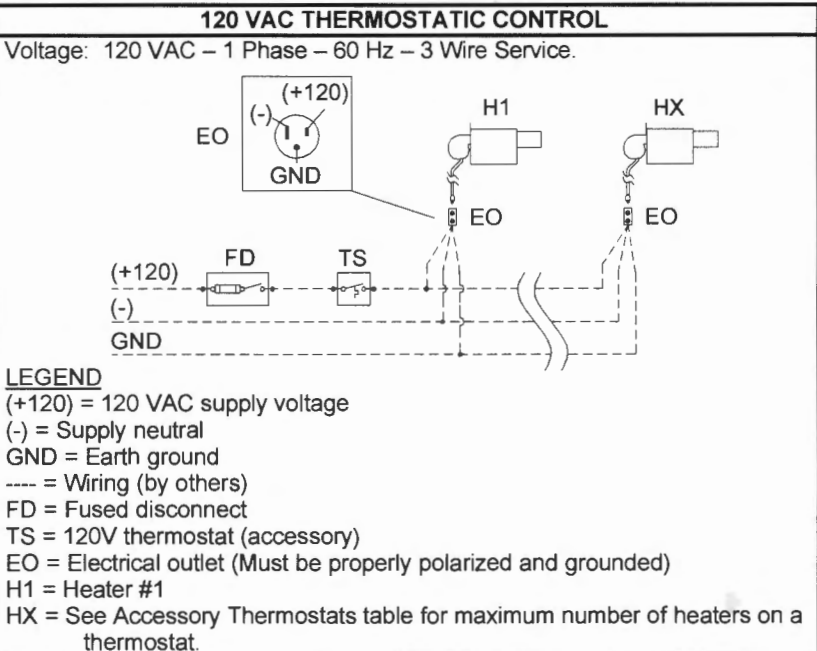 120 VAC THERMOSTATIC CONTROL
Voltage: 120 VAC – 1 Phase – 60 Hz – 3 Wire Service.
(+120)
(-)
EO
GND
H1
HX
EO
EO
FD
TS
(+120)
(-)
GND
LEGEND
(+120) = 120 VAC supply voltage
(-) = Supply neutral
GND = Earth ground
---- = Wiring (by others)
FD = Fused disconnect
TS = 120V thermostat (accessory)
EO = Electrical outlet (Must be properly polarized and grounded)
H1 = Heater #1
HX = See Accessory Thermostats table for maximum number of heaters on a
thermostat.